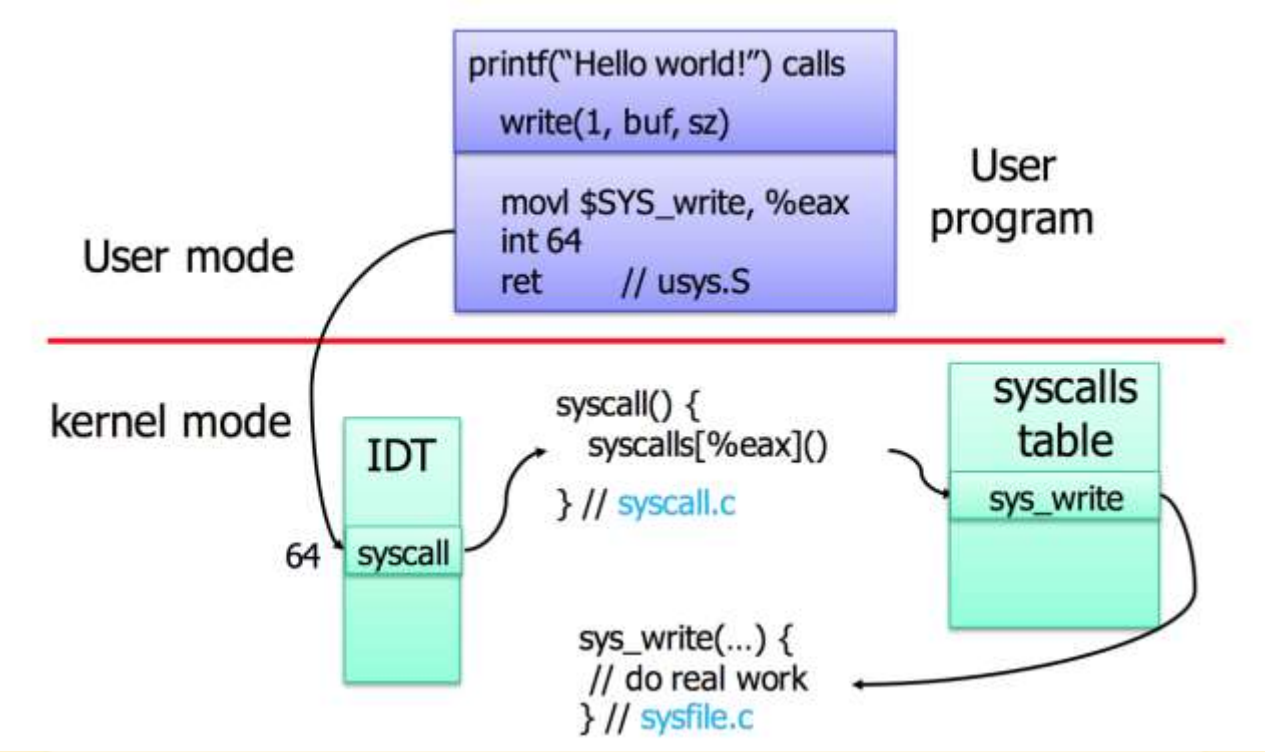 printf(“Hello world!”) calls
write(1, buf, sz)
movl $SYS_write, %eax
int 64
ret // usys.S
User
program
User mode
kernel mode
IDT
64 syscall
syscall() {
syscalls[%eax]()
} // syscall.c
syscalls
table
sys_write
sys_write(...) {
// do real work
} // sysfile.c